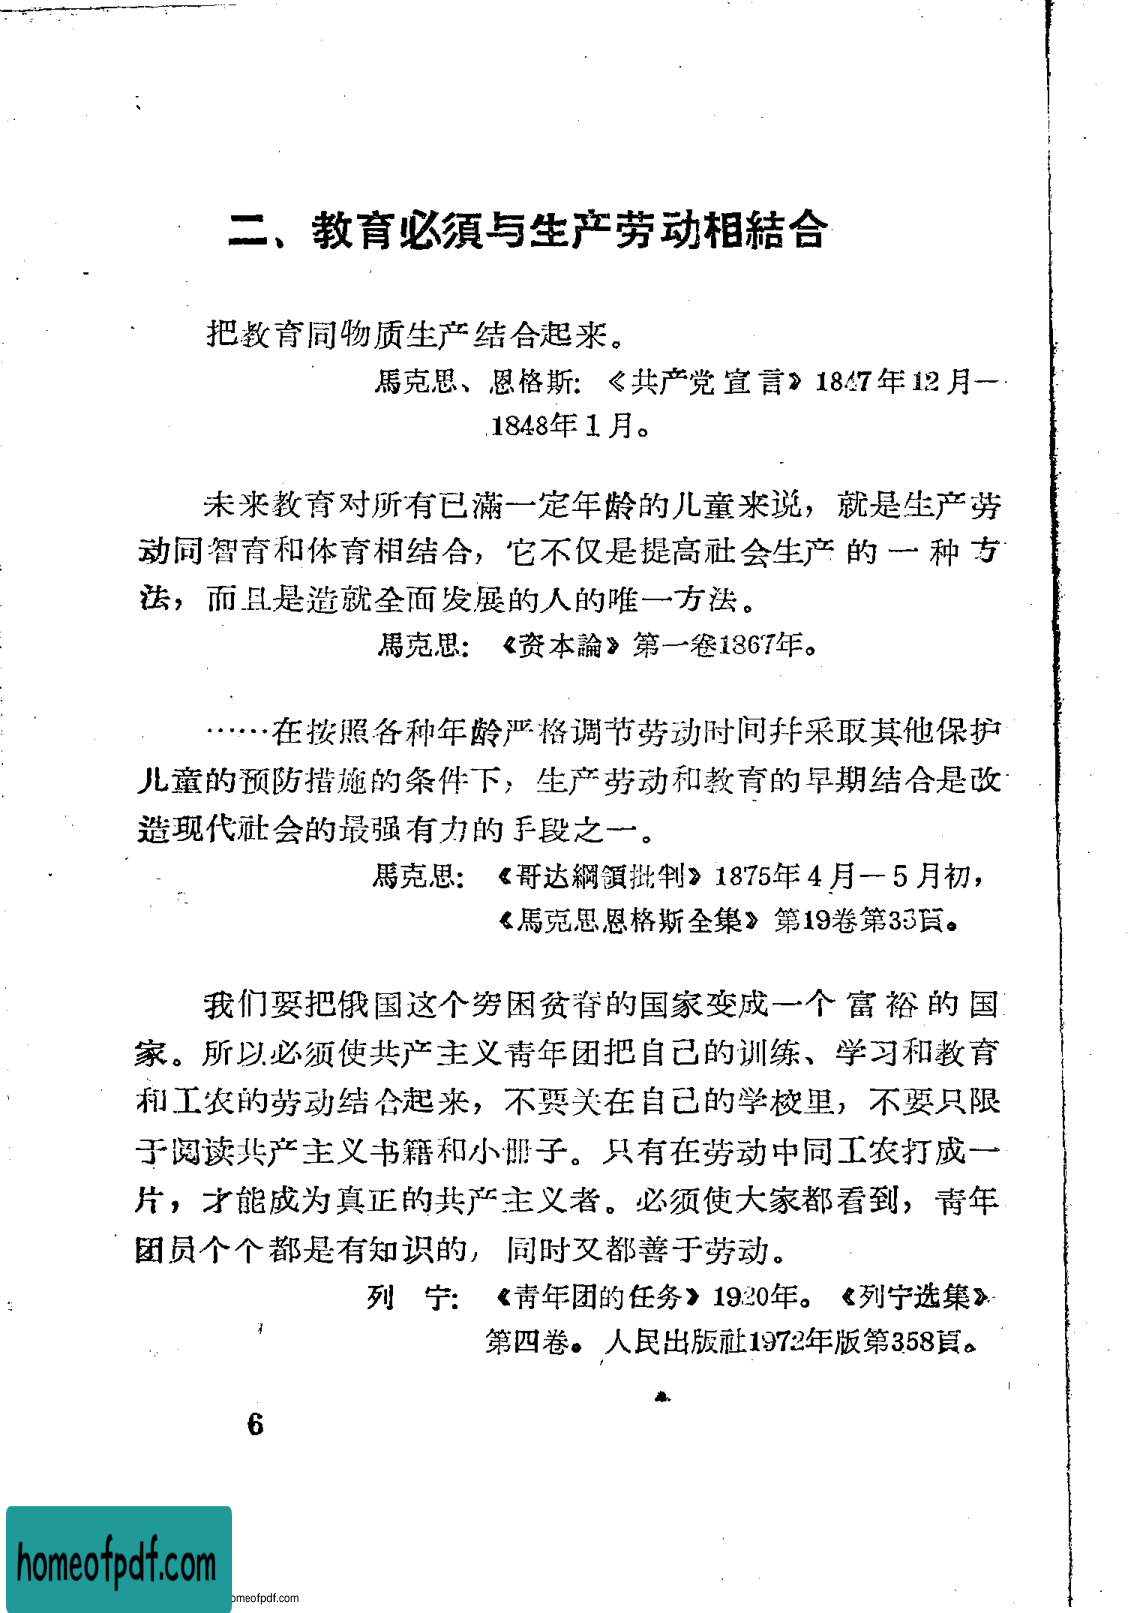 二、教育必須与生产劳动相結合
把教育同物质生产结合起来。
馬克思、恩格斯：《共产党宣言》1847年12月—
1848年1月。
未来教育对所有已滿一定年龄的儿童来说，就是生产劳
动同智育和体育相结合，它不仅是提高社会生产的一种方
法，而且是造就全面发展的人的唯一方法。
馬克思：《资本論》第一卷1867年。
……在按照各种年龄严格调节劳动时间幷采取其他保护
儿童的预防措施的条件下，生产劳动和教育的早期结合是改
造现代社会的最强有力的手段之一。
馬克思：《哥达綱領批判》1875年4月—5月初，
《馬克思恩格斯全集》第19卷第33頁。
我们要把俄国这个穷困贫脊的国家变成一个富裕的国
家。所以必须使共产主义青年团把自己的训练、学习和教育
和工农的劳动结合起来，不要关在自己的学校里，不要只限
于阅读共产主义书籍和小册子。只有在劳动中同工农打成一
片，才能成为真正的共产主义者。必须使大家都看到，青年
团员个个都是有知识的，同时又都善于劳动。
列　宁：《青年团的任务》1920年。《列宁选集》
第四卷。人民出版社1972年版第358頁。
6
homeofpdf.com
omeofpdf.com